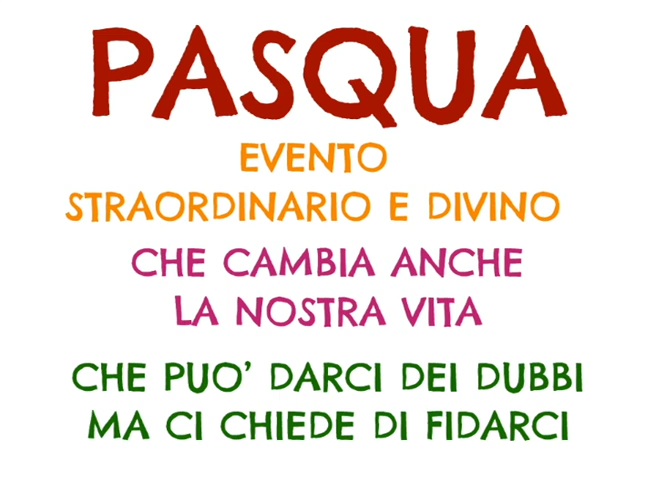 PASQUA
EVENTO
STRAORDINARIO E DIVINO
CHE CAMBIA ANCHE
LA NOSTRA VITA
CHE PUO’ DARCI DEI DUBBI
MA CI CHIEDE DI FIDARCI